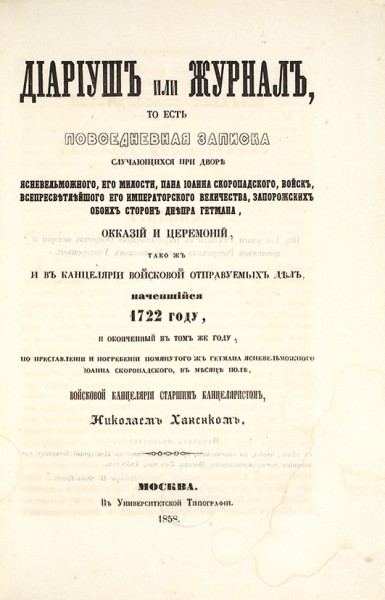 ДІАРІУШЪ ИЛИ ЖУРНАЛЪ,
ТО ЕСТЬ
ПОВСЕДНЕВНАЯ ЗАПИСКА
СЛУЧАЮЩИХСЯ ПРИ ДВОРѢ
ЯСНЕВЕЛЬМОЖНОГО, ЕГО МИЛОСТИ, ПАНА ІОАННА СКОРОПАДСКОГО, ВОЙСКЪ,
ВСЕПРЕСВѢТЛѢЙШОГО ЕГО ИМПЕРАТОРСКОГО ВЕЛИЧЕСТВА, ЗАПОРОЖСКИХЪ
ОБОИХЪ СТОРОНЪ ДНѢПРА ГЕТМАНА,
ОККАЗІЙ И ЦЕРЕМОНІЙ,
ТАКО ЖЪ
И ВЪ КАНЦЕЛЯРІИ ВОЙСКОВОЙ ОТПРАВУЕМЫХЪ ДѢЛЪ,
НАЧЕВШІЙСЯ
1722 ГОДУ,
И ОКОНЧЕННЫЙ ВЪ ТОМЪ ЖЕ ГОДУ,
ПО ПРЕСТАВЛЕНІИ И ПОГРЕБЕНІИ ПОМЯНУТОГО ЖЪ ГЕТМАНА ЯСНЕВЕЛЬМОЖНОГО
ІОАННА СКОРОПАДСКОГО, ВЪ МѢСЯЦѢ ІЮЛѢ,
ВОЙСКОВОЙ КАНЦЕЛЯРІИ СТАРШИМЪ КАНЦЕЛЯРИСТОМЪ,
Николаемъ Ханенкомъ,
МОСКВА.
Въ Университетской Типографіи.
1858.